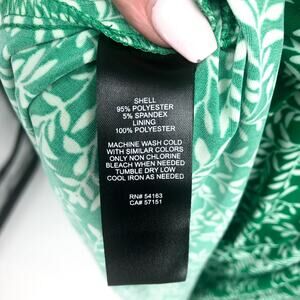 SHELL
95% POLYESTER
5% SPANDEX
LINING
100% POLYESTER
MACHINE WASH COLD
WITH SIMILAR COLORS
ONLY NON CHLORINE
BLEACH WHEN NEEDED
TUMBLE DRY LOW
COOL IRON AS NEEDED
RN# 54163
CA# 57151